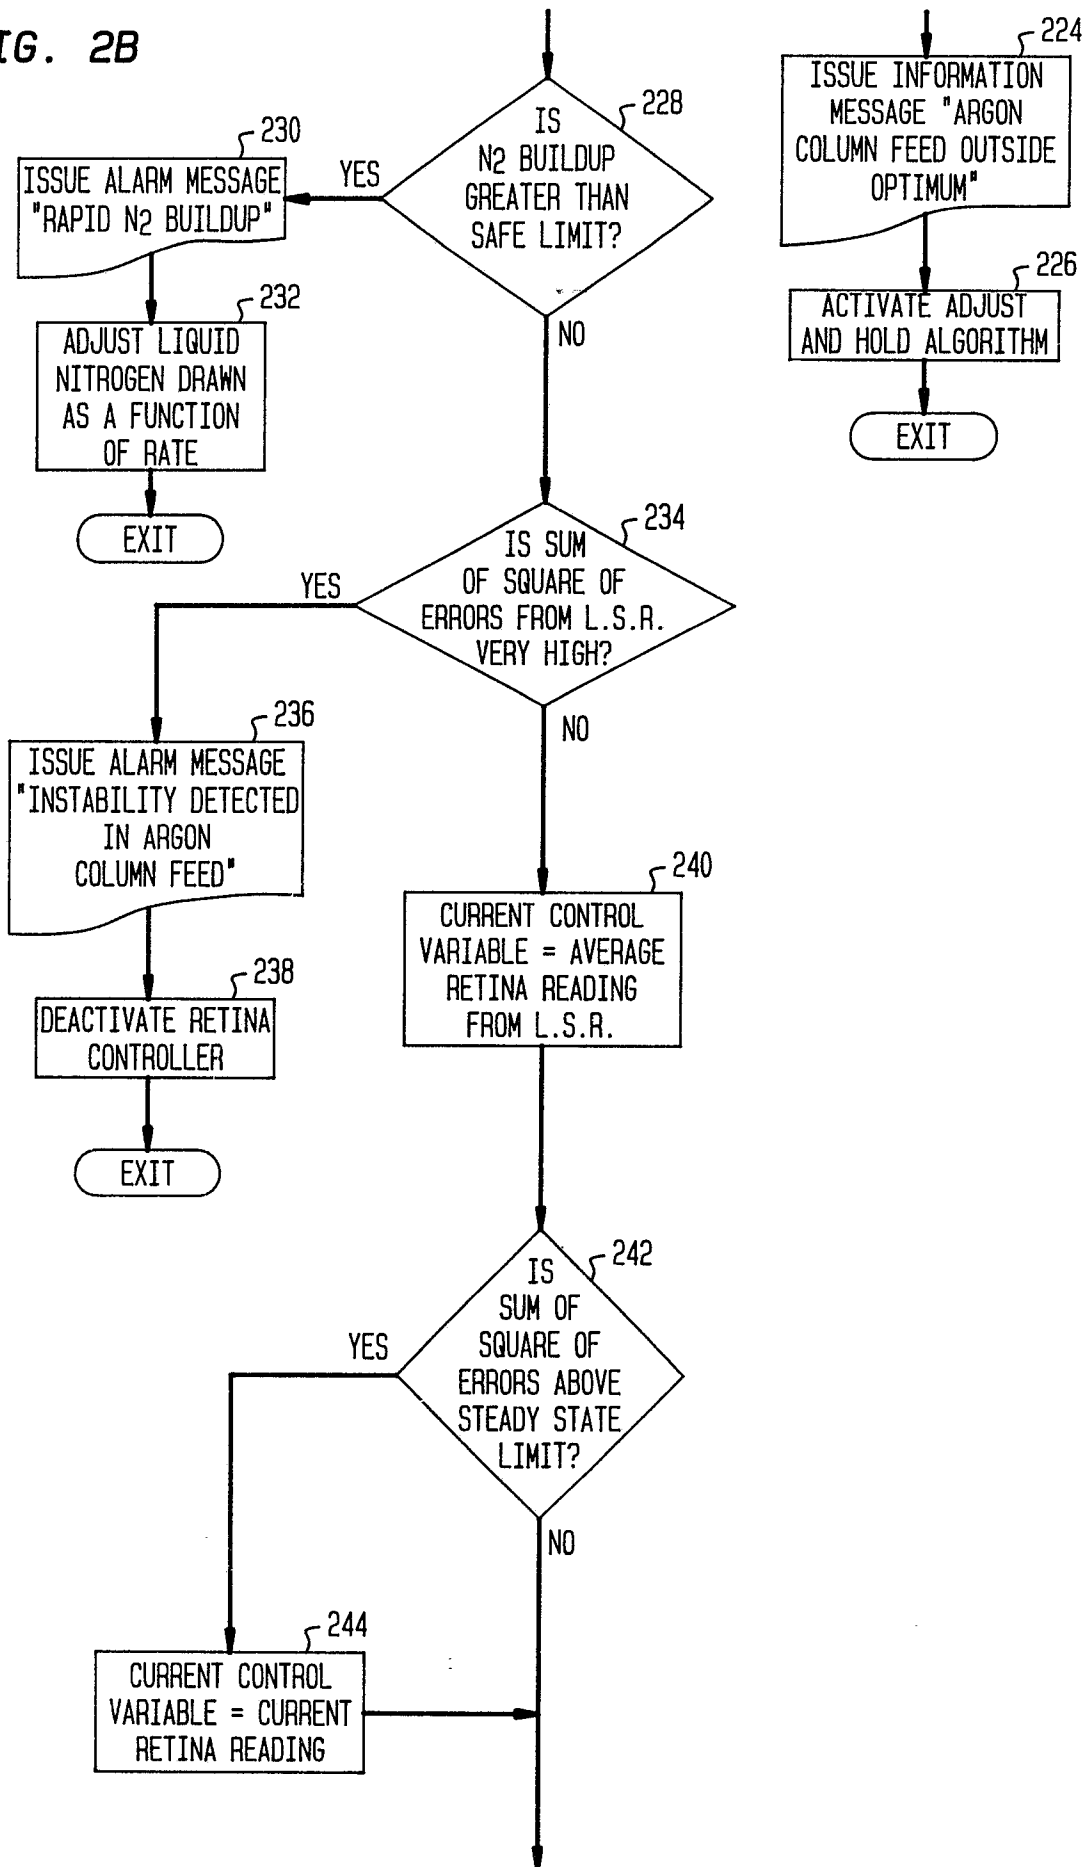 IG. 2B
228
IS
N2 BUILDUP
GREATER THAN
SAFE LIMIT?
YES
NO
230
ISSUE ALARM MESSAGE
"RAPID N2 BUILDUP"
232
ADJUST LIQUID
NITROGEN DRAWN
AS A FUNCTION
OF RATE
EXIT
224
ISSUE INFORMATION
MESSAGE "ARGON
COLUMN FEED OUTSIDE
OPTIMUM"
226
ACTIVATE ADJUST
AND HOLD ALGORITHM
EXIT
234
IS SUM
OF SQUARE OF
ERRORS FROM L.S.R.
VERY HIGH?
YES
NO
236
ISSUE ALARM MESSAGE
"INSTABILITY DETECTED
IN ARGON
COLUMN FEED"
238
DEACTIVATE RETINA
CONTROLLER
EXIT
240
CURRENT CONTROL
VARIABLE = AVERAGE
RETINA READING
FROM L.S.R.
242
IS
SUM OF
SQUARE OF
ERRORS ABOVE
STEADY STATE
LIMIT?
YES
NO
244
CURRENT CONTROL
VARIABLE = CURRENT
RETINA READING